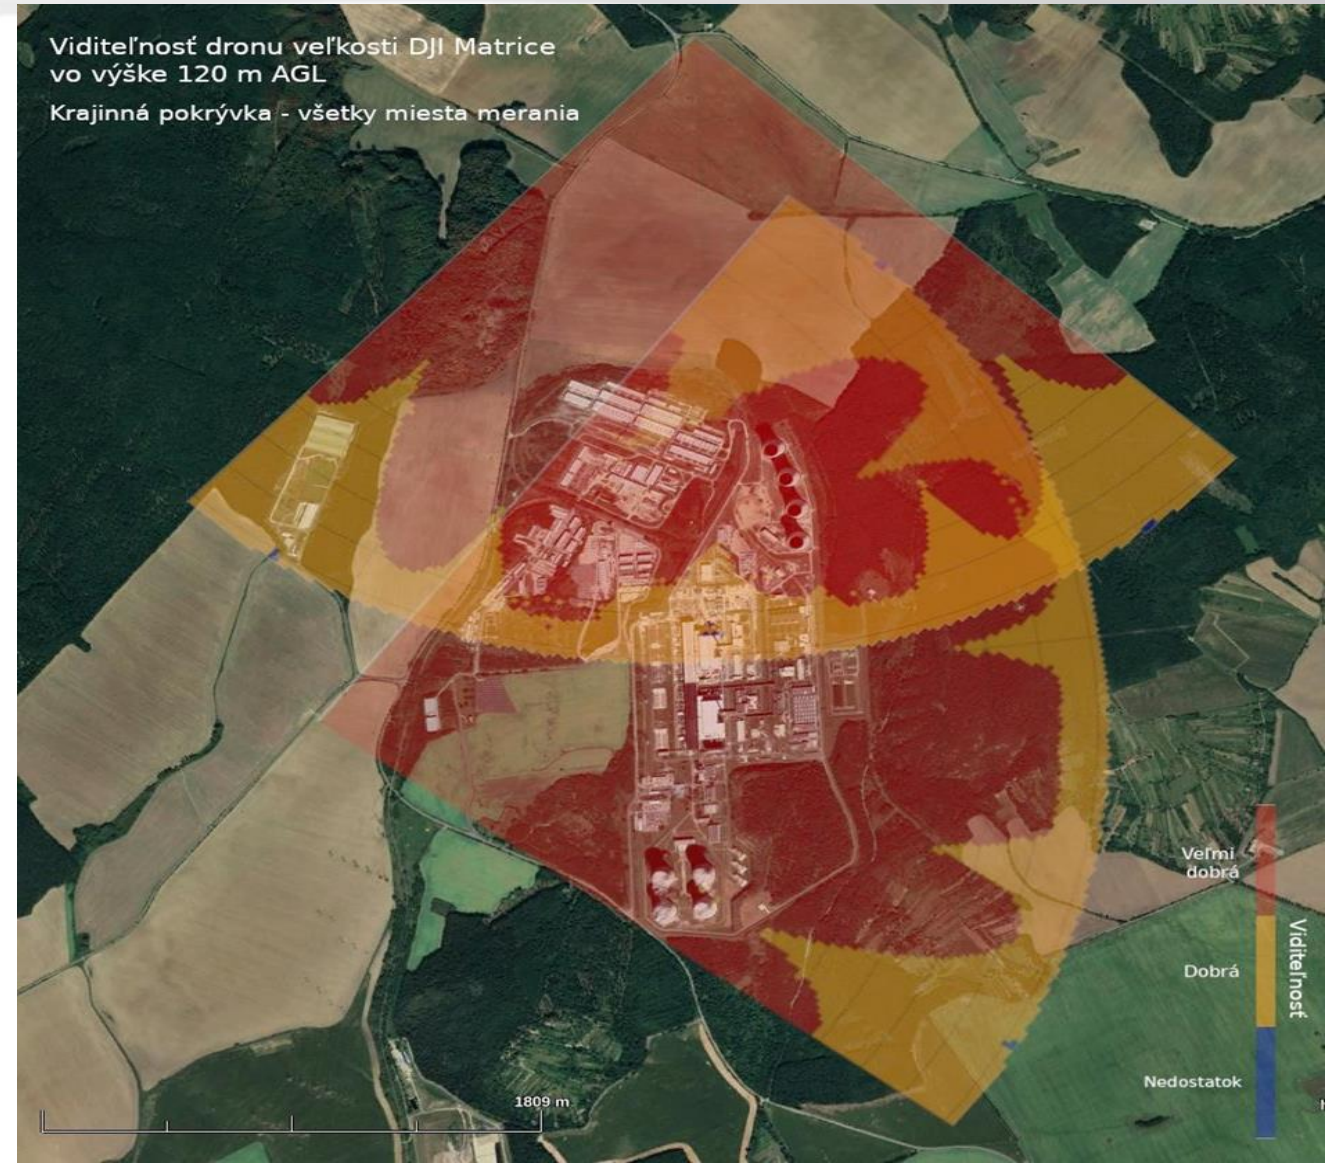 Viditeľnosť dronu veľkosti DJI Matrice
vo výške 120 m AGL
Krajinná pokrývka - všetky miesta merania
Veľmi
dobrá
Dobrá
Nedostatok
Viditeľnosť
1809 m